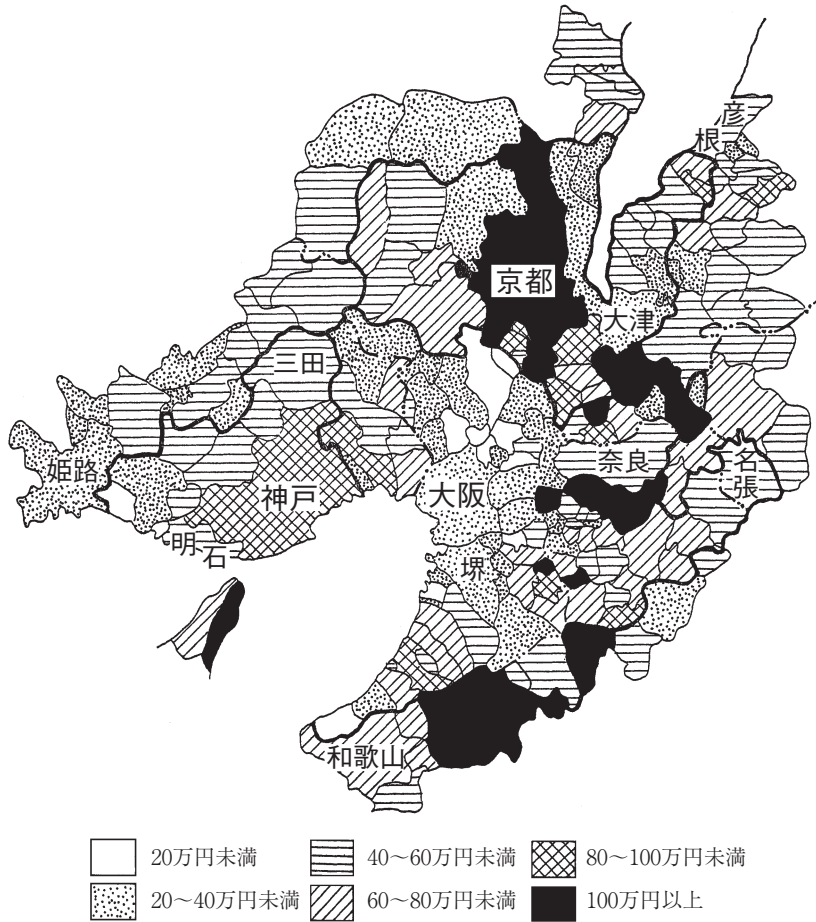 彦根
京都
大津
三田
姫路
神戸
大阪
奈良
名張
明石
堺
和歌山
20万円未満
40～60万円未満
80～100万円未満
20～40万円未満
60～80万円未満
100万円以上